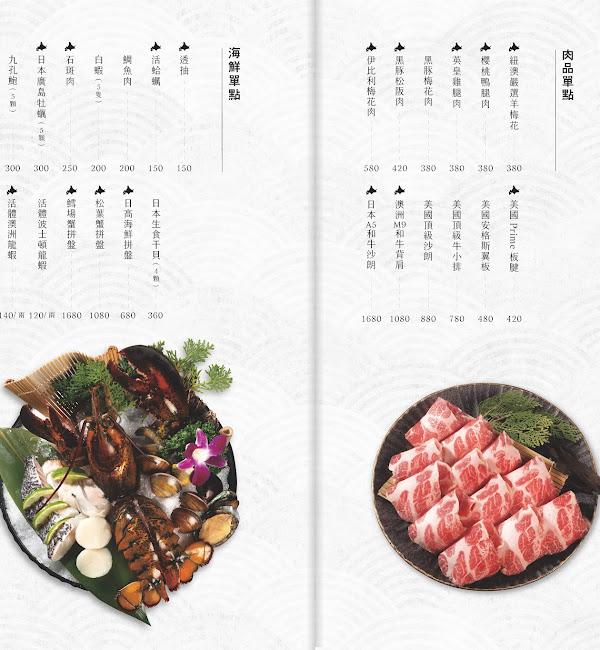 肉品單點
紐澳嚴選羊梅花 380
櫻桃鴨腿肉 380
英皇雞腿肉 380
黑豚梅花肉 380
黑豚松阪肉 420
伊比利梅花肉 580
美國Prime 板腱 420
美國安格斯翼板 480
美國頂級牛小排 780
美國頂級沙朗 880
澳洲M9和牛背肩 1080
日本A5和牛沙朗 1680
海鮮單點
透抽 150
活蛤蠣 150
鯛魚肉 200
白蝦(5隻) 200
石斑肉 250
日本廣島牡蠣(5顆) 300
九孔鮑(5顆) 300
日本生食干貝(4顆) 360
日高海鮮拼盤 680
松葉蟹拼盤 1080
鱈場蟹拼盤 1680
活體波士頓龍蝦 120/兩
活體澳洲龍蝦 140/兩